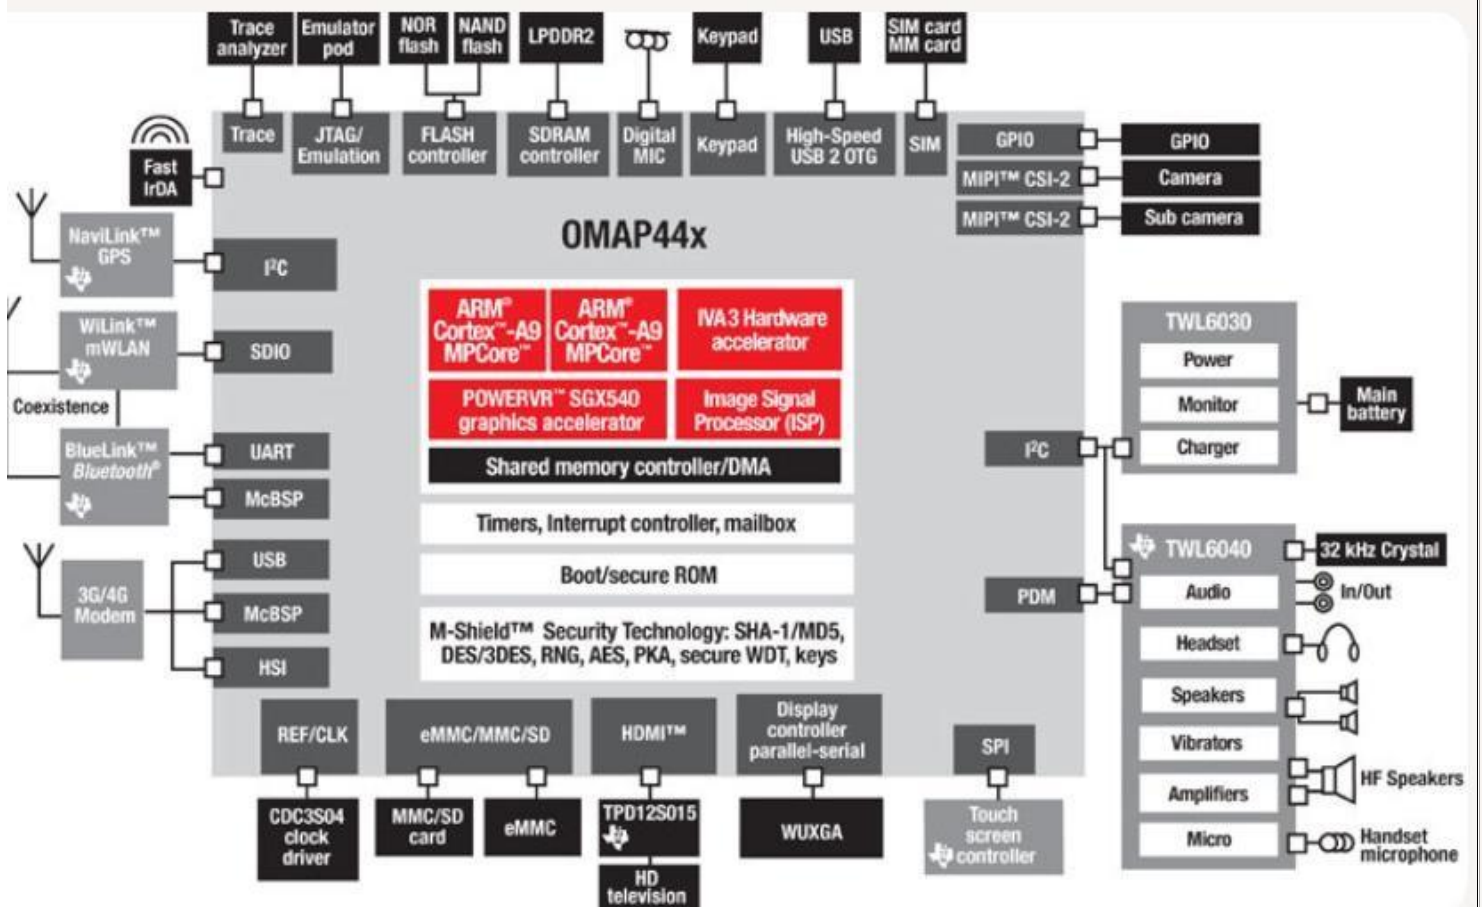 Trace
analyzer
Emulator
pod
NOR
flash
NAND
flash
LPDDR2
Keypad
USB
SIM card
MM card
Trace
JTAG/
Emulation
FLASH
controller
SDRAM
controller
Digital
MIC
Keypad
High-Speed
USB 2 OTG
SIM
GPIO
GPIO
MIPI™ CSI-2
Camera
MIPI™ CSI-2
Sub camera
Fast
IrDA
NaviLink™
GPS
I²C
WiLink™
mWLAN
SDIO
Coexistence
BlueLink™
Bluetooth®
UART
McBSP
3G/4G
Modem
USB
McBSP
HSI
OMAP44x
ARM®
Cortex™-A9
MPCore™
ARM®
Cortex™-A9
MPCore™
IVA3 Hardware
accelerator
POWERVR™ SGX540
graphics accelerator
Image Signal
Processor (ISP)
Shared memory controller/DMA
Timers, Interrupt controller, mailbox
Boot/secure ROM
M-Shield™ Security Technology: SHA-1/MD5,
DES/3DES, RNG, AES, PKA, secure WDT, keys
I²C
PDM
TWL6030
Power
Monitor
Charger
Main
battery
TWL6040
32 kHz Crystal
Audio
In/Out
Headset
Speakers
Vibrators
Amplifiers
HF Speakers
Micro
Handset
microphone
REF/CLK
eMMC/MMC/SD
HDMI™
Display
controller
parallel-serial
SPI
CDC3S04
clock
driver
MMC/SD
card
eMMC
TPD12S015
HD
television
WUXGA
Touch
screen
controller